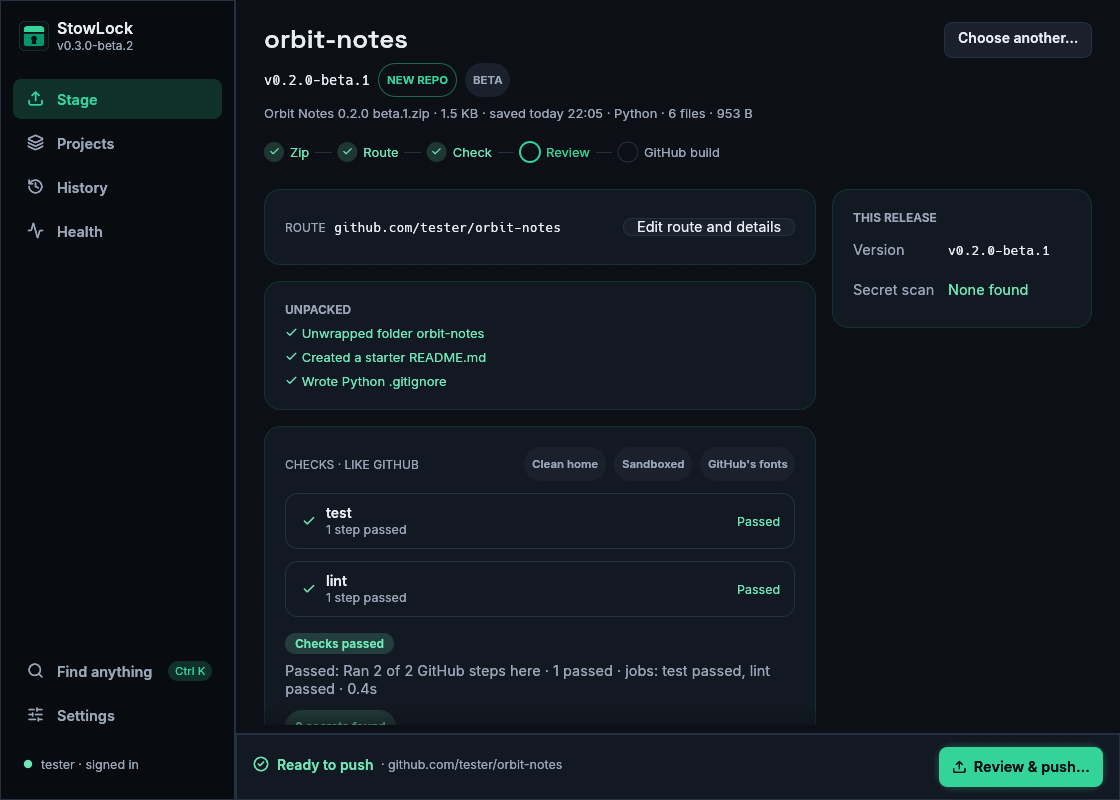 StowLock
v0.3.0-beta.2
Stage
Projects
History
Health
Find anything Ctrl K
Settings
tester · signed in
orbit-notes
Choose another...
v0.2.0-beta.1 NEW REPO BETA
Orbit Notes 0.2.0 beta.1.zip · 1.5 KB · saved today 22:05 · Python · 6 files · 953 B
Zip Route Check Review GitHub build
ROUTE github.com/tester/orbit-notes Edit route and details
UNPACKED
Unwrapped folder orbit-notes
Created a starter README.md
Wrote Python .gitignore
CHECKS · LIKE GITHUB Clean home Sandboxed GitHub's fonts
test
1 step passed
Passed
lint
1 step passed
Passed
Checks passed
Passed: Ran 2 of 2 GitHub steps here · 1 passed · jobs: test passed, lint
passed · 0.4s
THIS RELEASE
Version v0.2.0-beta.1
Secret scan None found
Ready to push · github.com/tester/orbit-notes
Review & push...